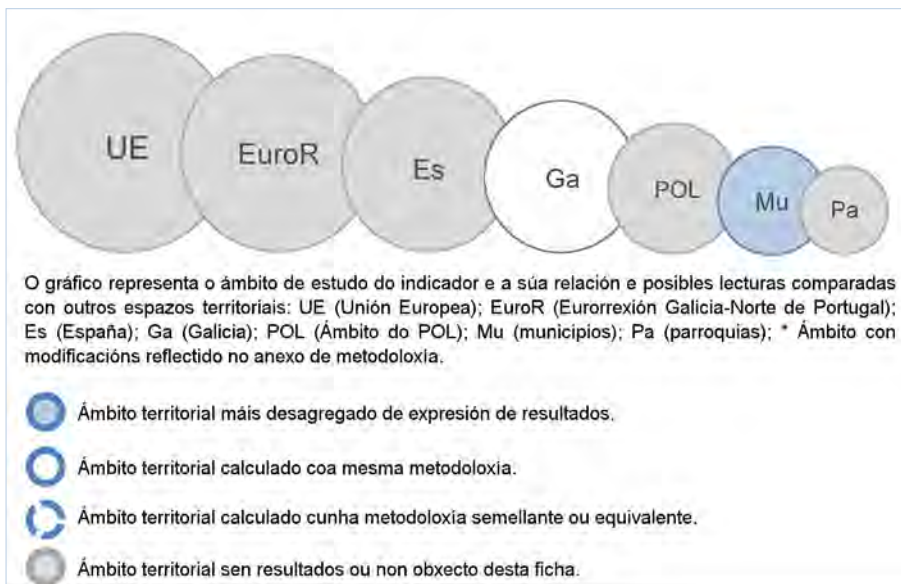 UE
EuroR
Es
Ga
POL
Mu
Pa
O gráfico representa o ámbito de estudo do indicador e a súa relación e posibles lecturas comparadas
con outros espazos territoriais: UE (Unión Europea); EuroR (Eurorrexión Galicia-Norte de Portugal);
Es (España); Ga (Galicia); POL (Ámbito do POL); Mu (municipios); Pa (parroquias); * Ámbito con
modificacións reflectido no anexo de metodoloxia.
Ámbito territorial máis desagregado de expresión de resultados.
Ámbito territorial calculado coa mesma metodoloxia.
Ámbito territorial calculado cunha metodoloxia semellante ou equivalente.
Ámbito territorial sen resultados ou non obxecto desta ficha.